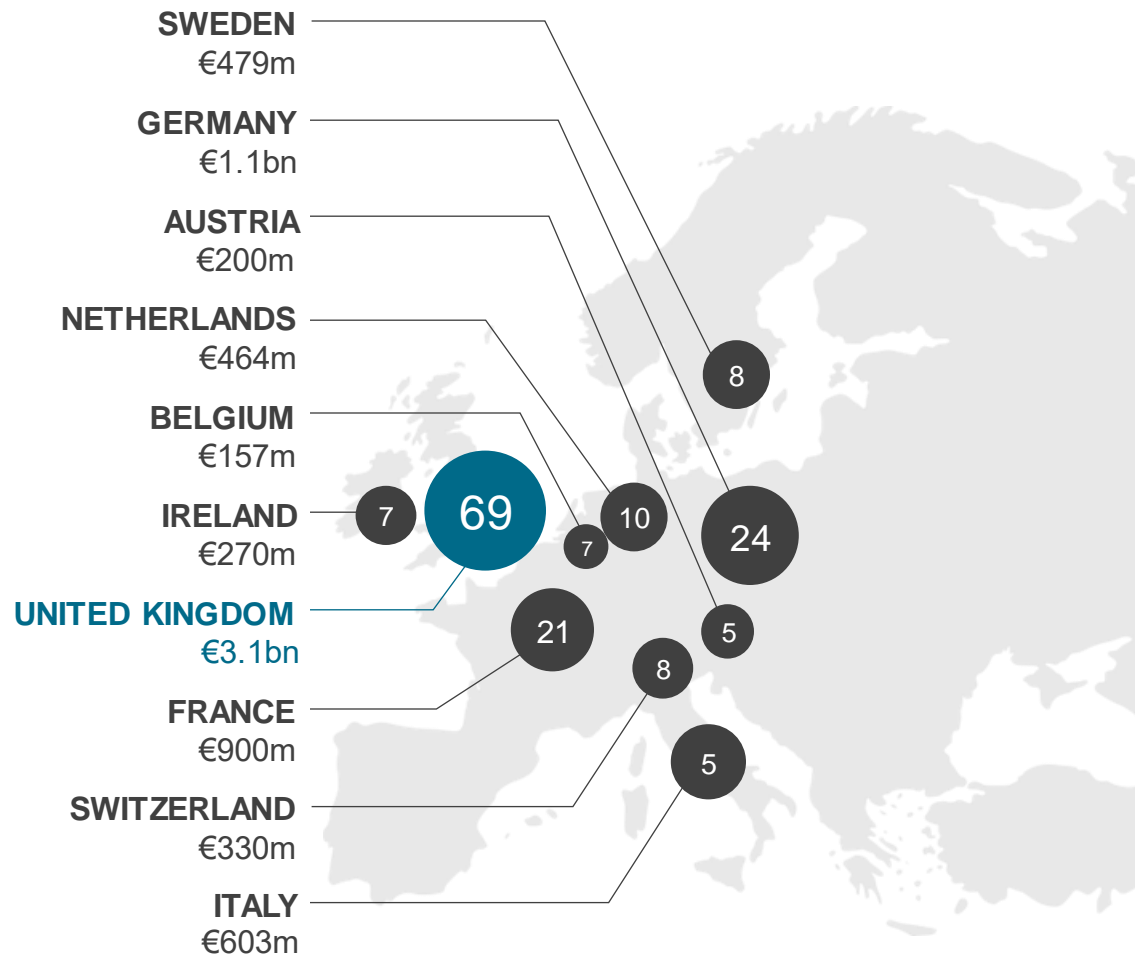 SWEDEN
€479m
GERMANY
€1.1bn
AUSTRIA
€200m
NETHERLANDS
€464m
BELGIUM
€157m
IRELAND
€270m
UNITED KINGDOM
€3.1bn
FRANCE
€900m
SWITZERLAND
€330m
ITALY
€603m
8
7
69
10
7
24
21
5
8
5